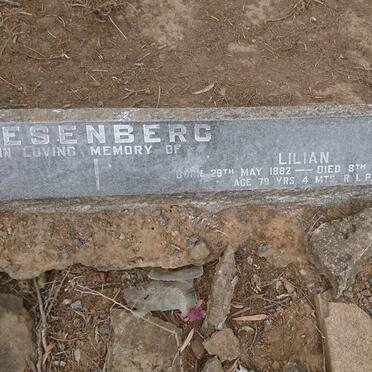 ESENBERG
IN LOVING MEMORY OF
LILIAN
BORN 29TH MAY 1882 — DIED 8TH
AGE 79 YRS 4 MTS R.I.P